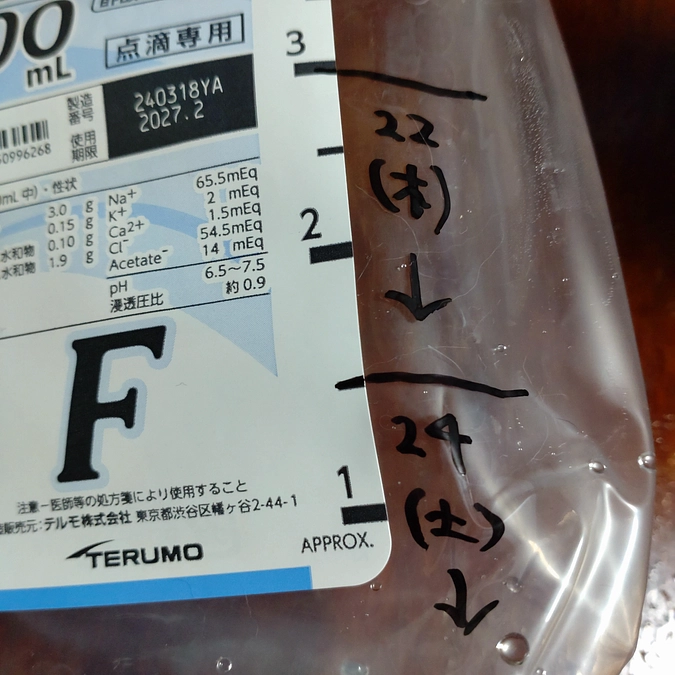 00
mL
点滴専用
製造番号 240318YA
使用期限 2027.2
0996268
mL 中)・性状
3.0 g
0.15 g
水和物 0.10 g
水和物 1.9 g
Na+ 65.5mEq
K+ 2 mEq
Ca2+ 1.5mEq
Cl- 54.5mEq
Acetate- 14 mEq
pH 6.5〜7.5
浸透圧比 約 0.9
F
注意-医師等の処方箋により使用すること
販売元:テルモ株式会社 東京都渋谷区幡ヶ谷2-44-1
TERUMO
3
2
1
APPROX.
22
(木)
↓
24
(土)
↓